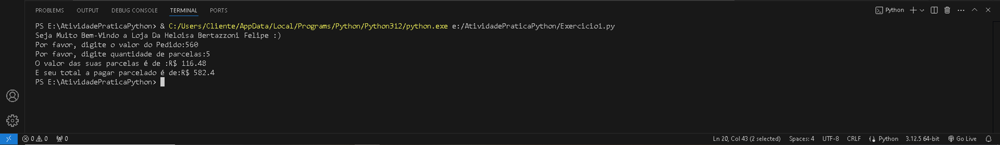 PROBLEMS OUTPUT DEBUG CONSOLE TERMINAL PORTS Python
PS E:\AtividadePraticaPython> & C:/Users/Cliente/AppData/Local/Programs/Python/Python312/python.exe e:/AtividadePraticaPython/Exercicio1.py
Seja Muito Bem-Vindo a Loja Da Heloisa Bertazzoni Felipe :)
Por favor, digite o valor do Pedido:560
Por favor, digite quantidade de parcelas:5
O valor das suas parcelas é de :R$ 116.48
E seu total a pagar parcelado é de:R$ 582.4
PS E:\AtividadePraticaPython>
0 0 0 Ln 20, Col 43 (2 selected) Spaces: 4 UTF-8 CRLF Python 3.12.5 64-bit Go Live